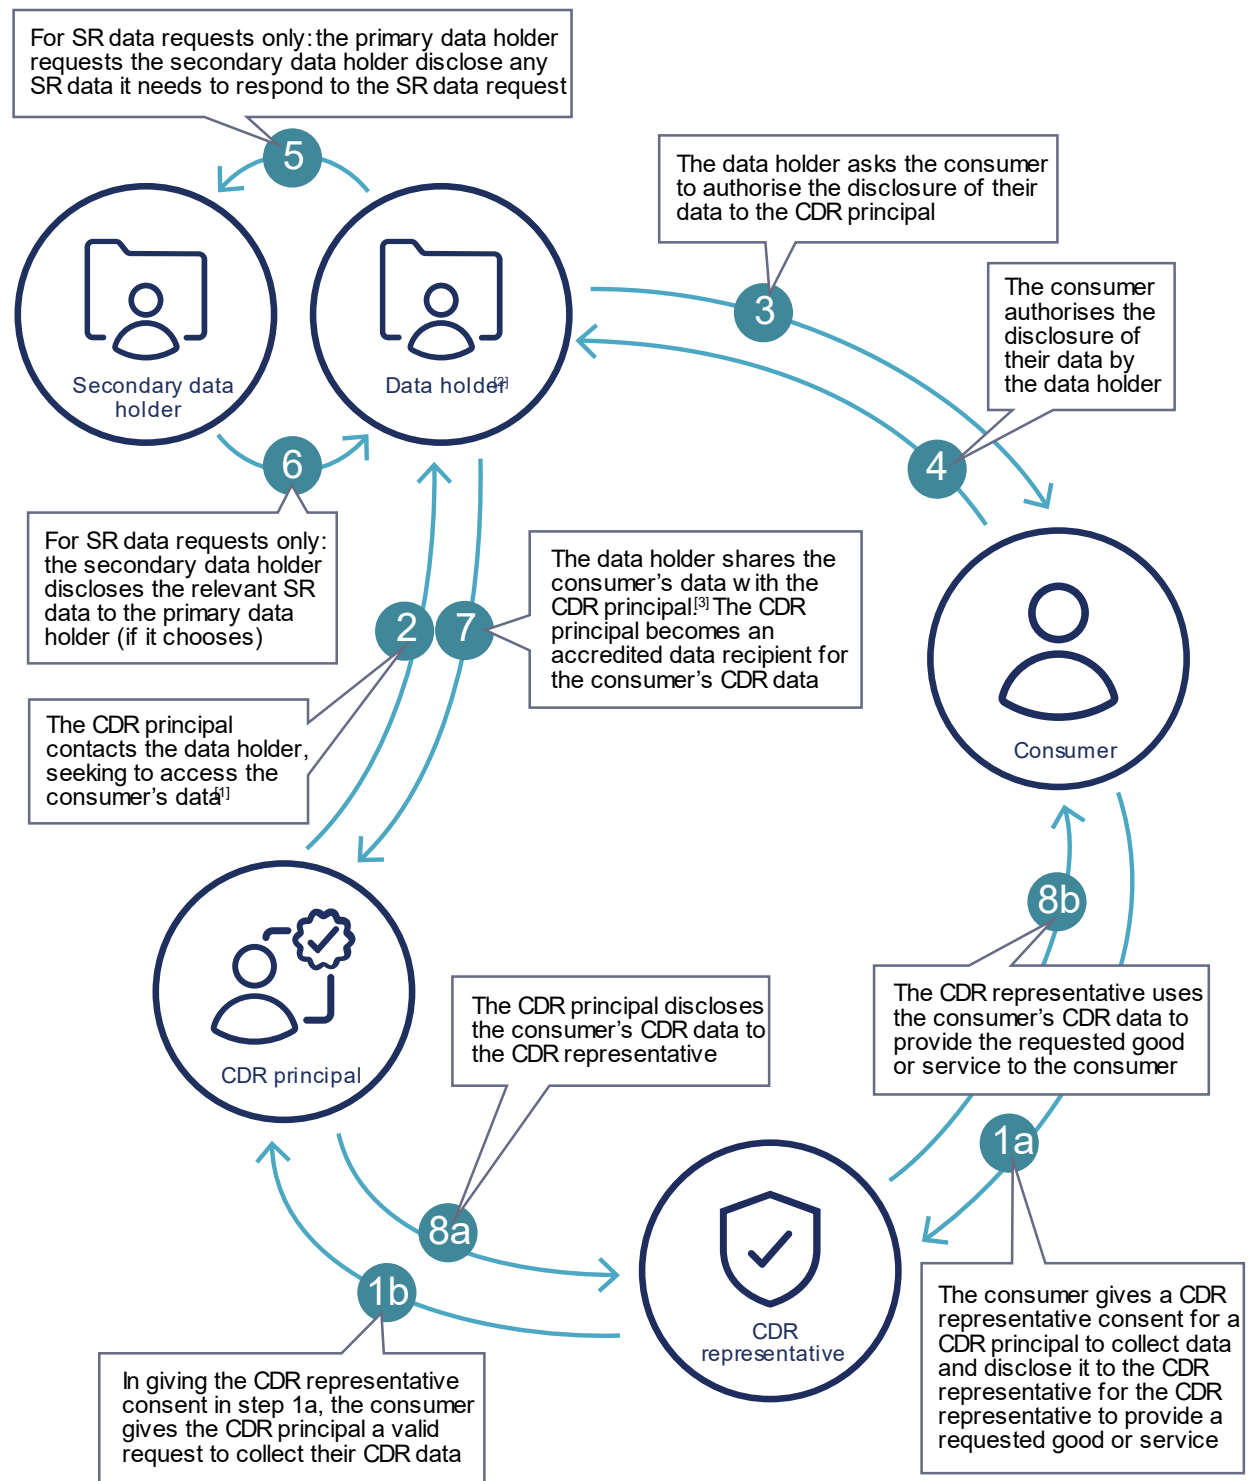 For SR data requests only: the primary data holder
requests the secondary data holder disclose any
SR data it needs to respond to the SR data request
5
The data holder asks the consumer
to authorise the disclosure of their
data to the CDR principal
3
The consumer
authorises the
disclosure of
their data by
the data holder
4
Secondary data
holder
Data holder[2]
6
For SR data requests only:
the secondary data holder
discloses the relevant SR
data to the primary data
holder (if it chooses)
2
7
The data holder shares the
consumer's data with the
CDR principal.[3] The CDR
principal becomes an
accredited data recipient for
the consumer's CDR data
The CDR principal
contacts the data holder,
seeking to access the
consumer's data[1]
Consumer
8b
The CDR representative uses
the consumer's CDR data to
provide the requested good
or service to the consumer
CDR principal
The CDR principal discloses
the consumer's CDR data to
the CDR representative
1a
8a
1b
CDR
representative
The consumer gives a CDR
representative consent for a
CDR principal to collect data
and disclose it to the CDR
representative for the CDR
representative to provide a
requested good or service
In giving the CDR representative
consent in step 1a, the consumer
gives the CDR principal a valid
request to collect their CDR data